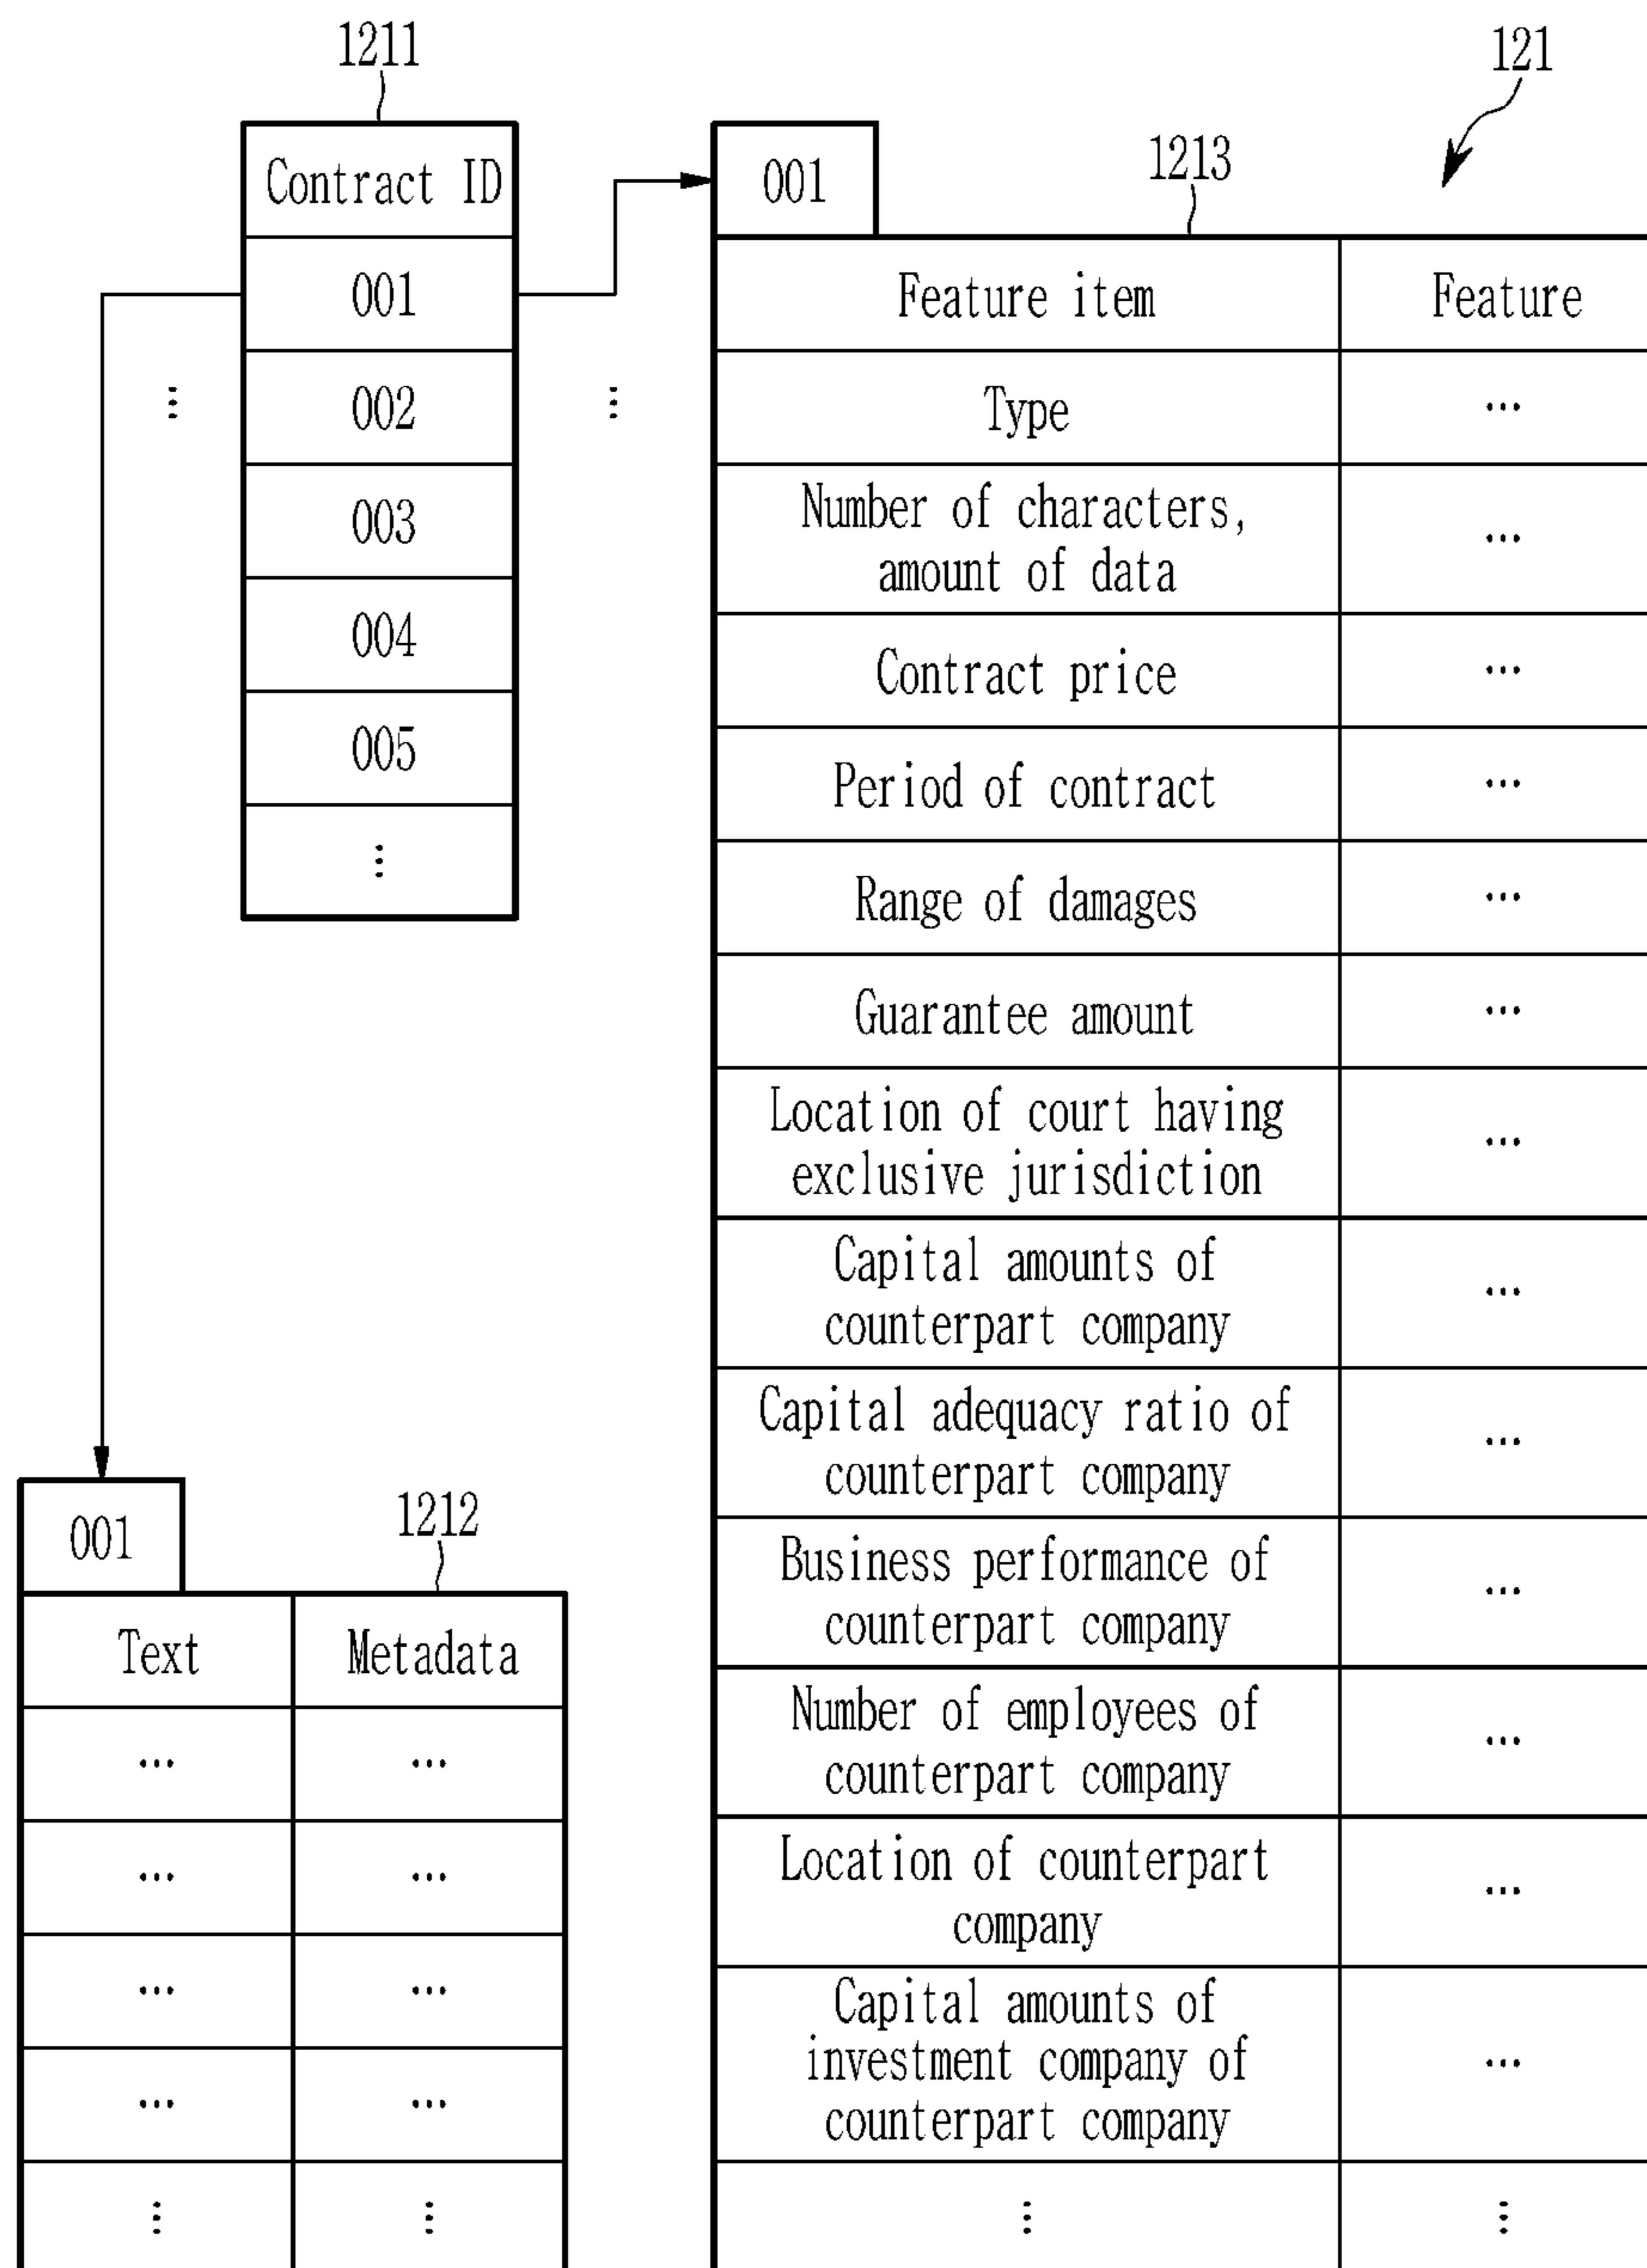 1211
121
Contract ID
001
002
003
004
005
⋮
⋮
⋮
001
1213
Feature item
Feature
Type
…
Number of characters,
amount of data
…
Contract price
…
Period of contract
…
Range of damages
…
Guarantee amount
…
Location of court having
exclusive jurisdiction
…
Capital amounts of
counterpart company
…
Capital adequacy ratio of
counterpart company
…
Business performance of
counterpart company
…
Number of employees of
counterpart company
…
Location of counterpart
company
…
Capital amounts of
investment company of
counterpart company
…
⋮
⋮
001
1212
Text
Metadata
…
…
…
…
…
…
…
…
⋮
⋮